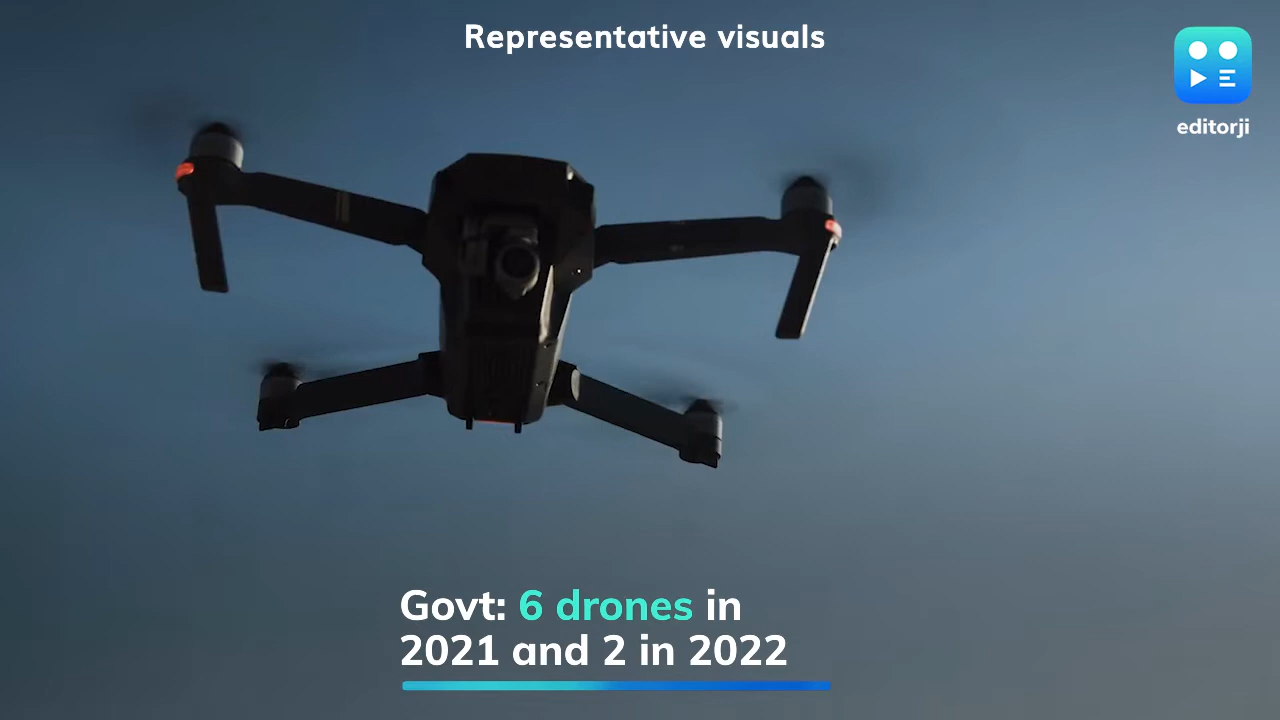 Representative visuals
editorji
Govt: 6 drones in
2021 and 2 in 2022